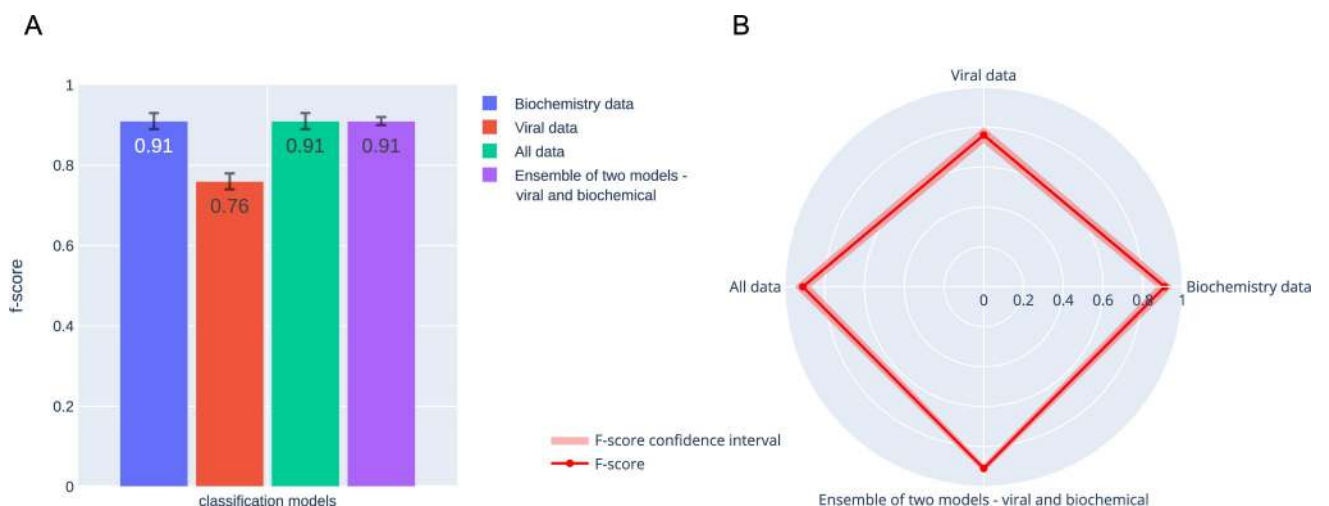 A
1
0.8
0.6
0.4
0.2
0
f-score
0.91
0.76
0.91
0.91
classification models
Biochemistry data
Viral data
All data
Ensemble of two models -
viral and biochemical
B
Viral data
All data
0 0.2 0.4 0.6 0.8 1
Biochemistry data
F-score confidence interval
F-score
Ensemble of two models - viral and biochemical